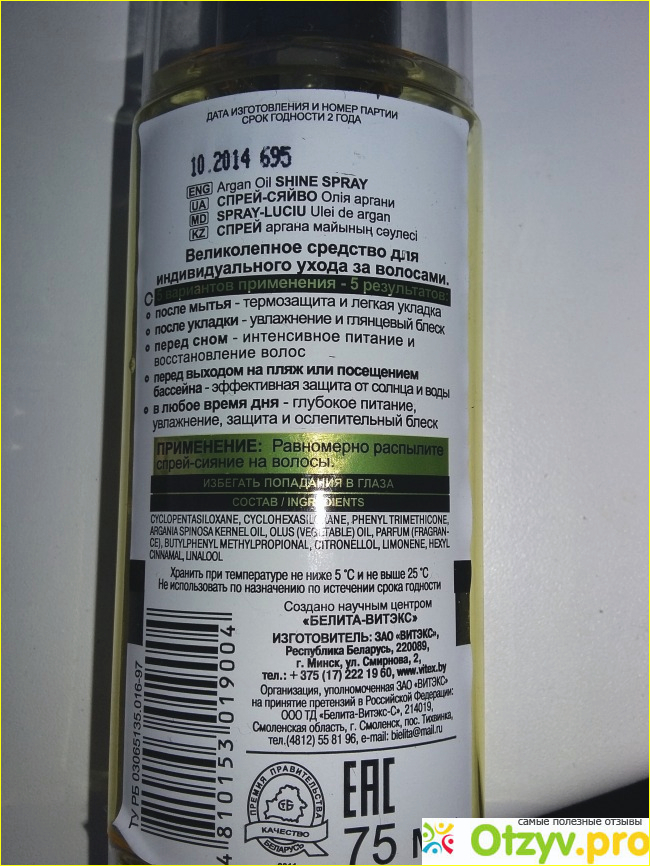 ДАТА ИЗГОТОВЛЕНИЯ И НОМЕР ПАРТИИ
СРОК ГОДНОСТИ 2 ГОДА
10.2014 695
ENG Argan Oil SHINE SPRAY
UA СПРЕЙ-СЯЙВО Олія аргани
MD SPRAY-LUCIU Ulei de argan
KZ СПРЕЙ аргана майының сәулесі
Великолепное средство для
индивидуального ухода за волосами.
5 вариантов применения - 5 результатов:
после мытья - термозащита и легкая укладка
после укладки - увлажнение и глянцевый блеск
перед сном - интенсивное питание и
восстановление волос
перед выходом на пляж или посещением
бассейна - эффективная защита от солнца и воды
в любое время дня - глубокое питание,
увлажнение, защита и ослепительный блеск
ПРИМЕНЕНИЕ: Равномерно распылите
спрей-сияние на волосы.
ИЗБЕГАТЬ ПОПАДАНИЯ В ГЛАЗА
СОСТАВ / INGREDIENTS
CYCLOPENTASILOXANE, CYCLOHEXASILOXANE, PHENYL TRIMETHICONE,
ARGANIA SPINOSA KERNEL OIL, OLUS (VEGETABLE) OIL, PARFUM (FRAGRAN-
CE), BUTYLPHENYL METHYLPROPIONAL, CITRONELLOL, LIMONENE, HEXYL
CINNAMAL, LINALOOL
Хранить при температуре не ниже 5 °С и не выше 25 °С
Не использовать по назначению по истечении срока годности
Создано научным центром
«БЕЛИТА-ВИТЭКС»
ИЗГОТОВИТЕЛЬ: ЗАО «ВИТЭКС»,
Республика Беларусь, 220089,
г. Минск, ул. Смирнова, 2,
тел.: + 375 (17) 222 19 60, www.vitex.by
Организация, уполномоченная ЗАО «ВИТЭКС»
на принятие претензий в Российской Федерации:
ООО ТД «Белита-Витэкс-С», 214019,
Смоленская область, г. Смоленск, пос. Тихвинка,
тел.(4812) 55 81 96, e-mail: bielita@mail.ru
ТУ РБ 03065135.016-97
4 810153 019004
ПРЕМИЯ ПРАВИТЕЛЬСТВА
КАЧЕСТВО
БЕЛАРУСЬ
EAC
75
самые полезные отзывы
Otzyv.pro